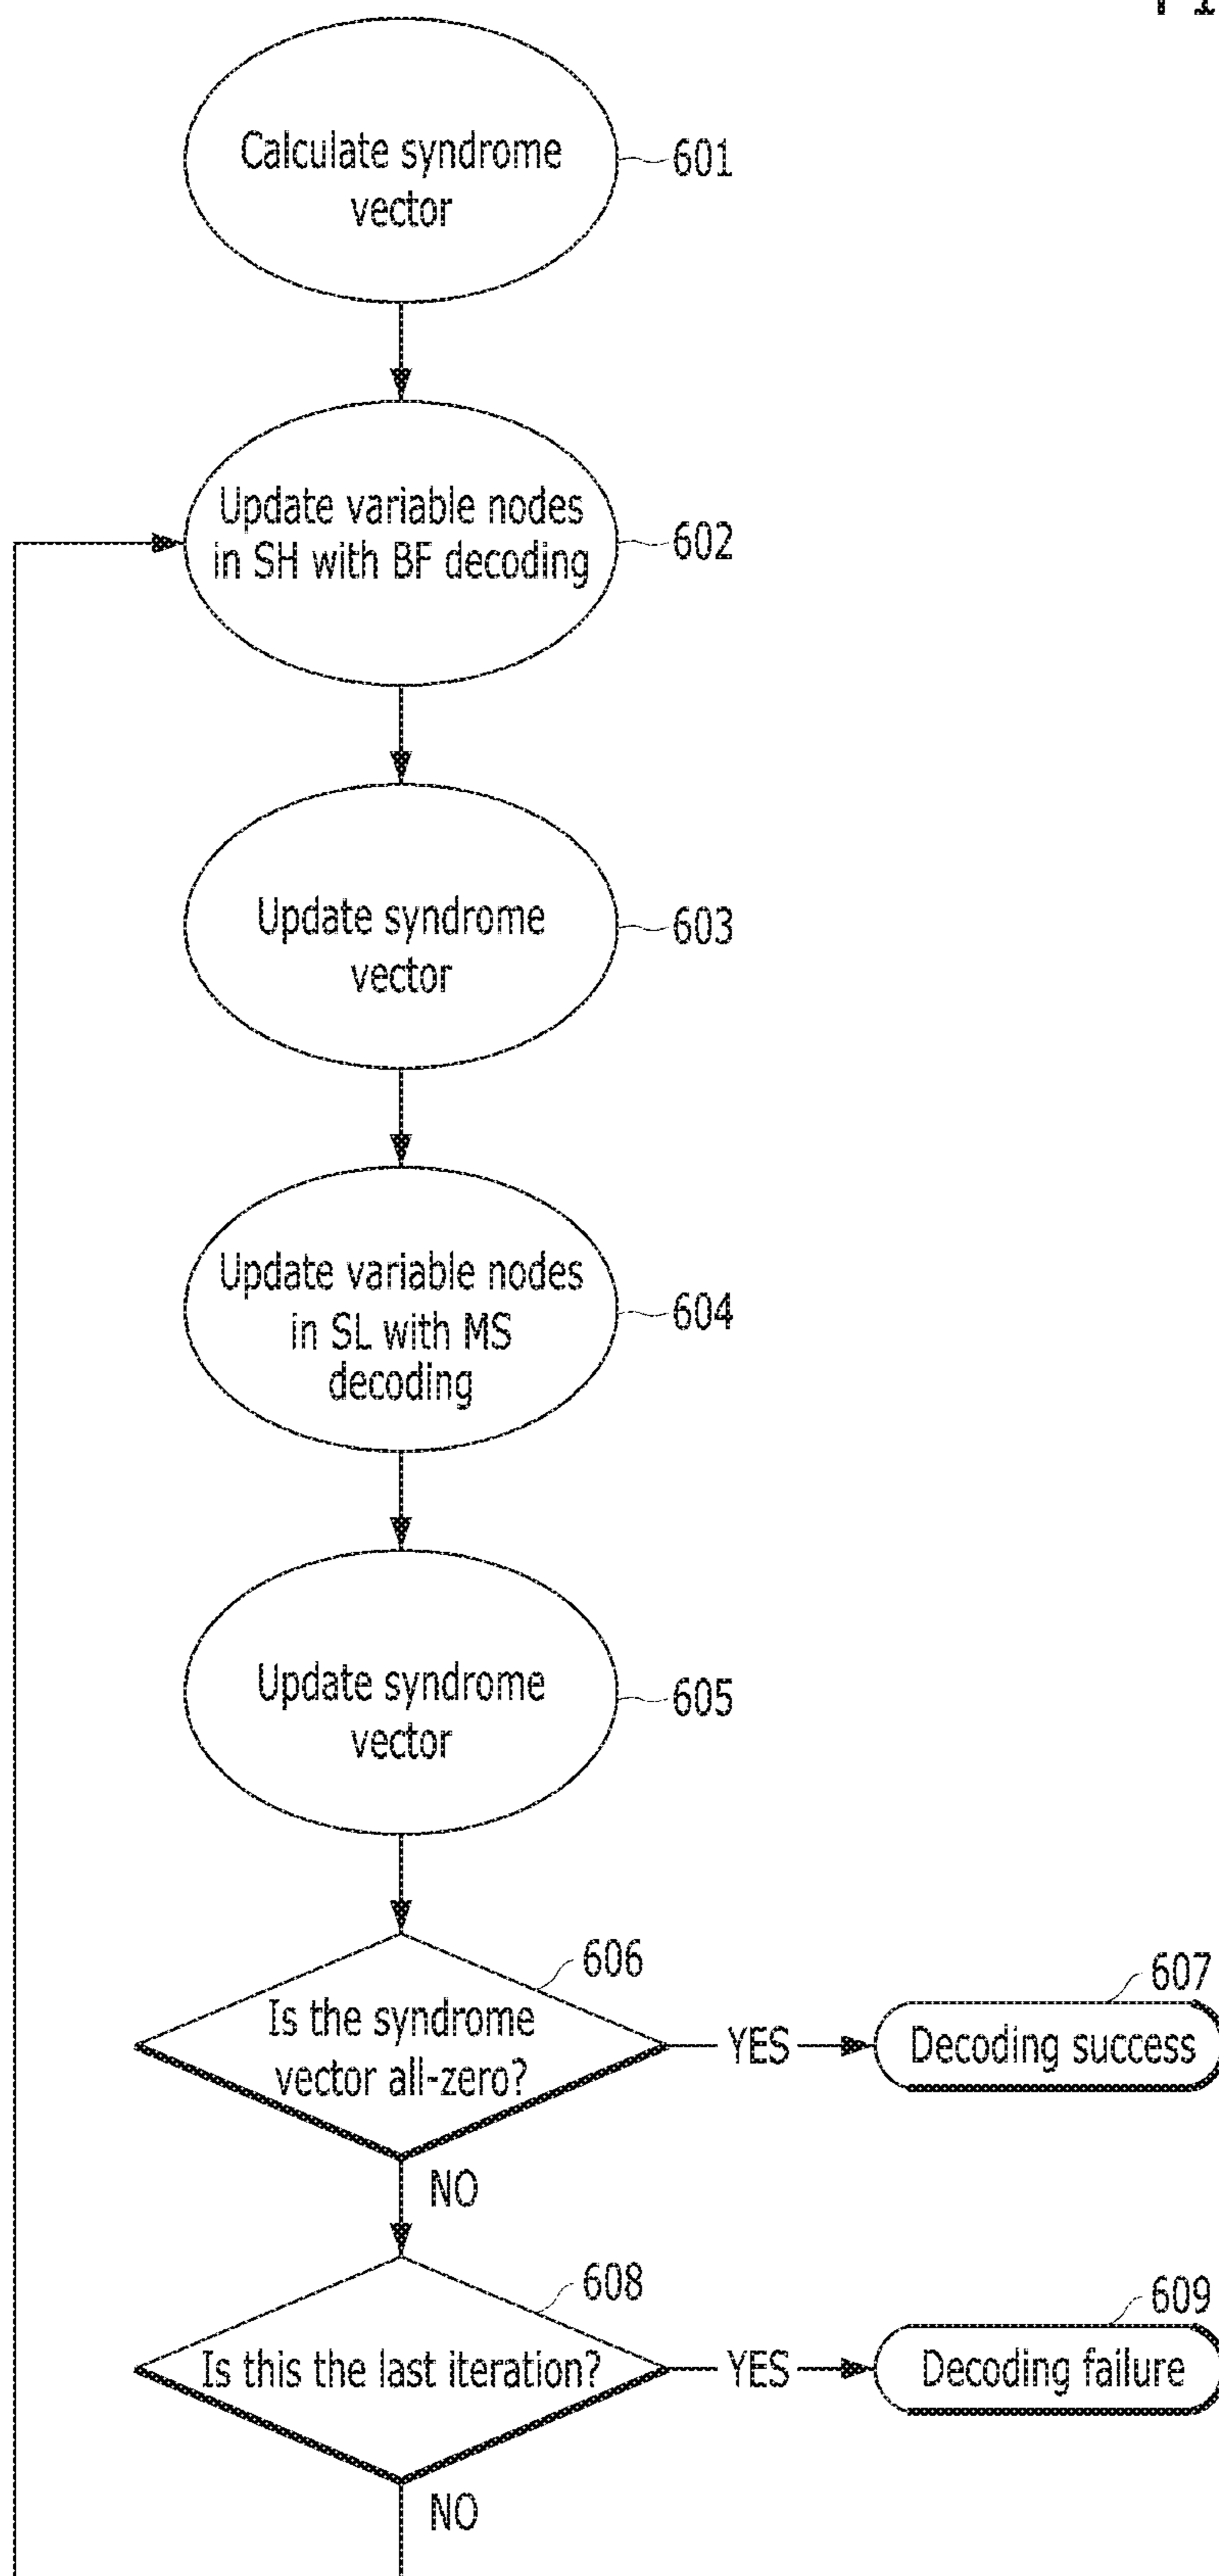 Calculate syndrome
vector
601
Update variable nodes
in SH with BF decoding
602
Update syndrome
vector
603
Update variable nodes
in SL with MS
decoding
604
Update syndrome
vector
605
606
Is the syndrome
vector all-zero?
YES
607
Decoding success
NO
608
Is this the last iteration?
YES
609
Decoding failure
NO